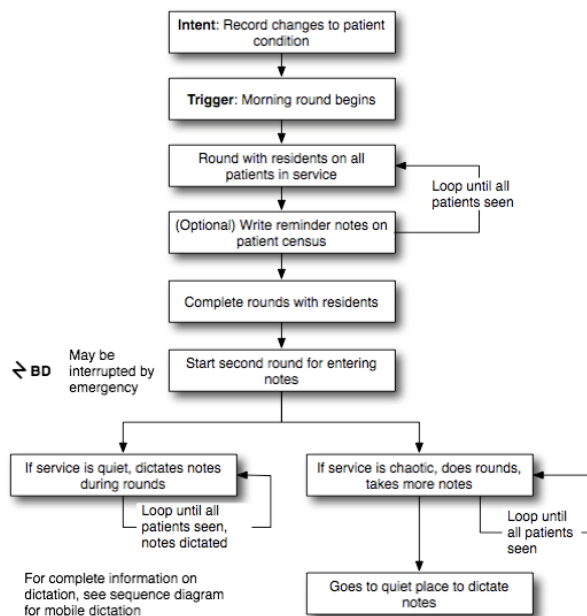 Intent: Record changes to patient
condition
Trigger: Morning round begins
Round with residents on all
patients in service
Loop until all
patients seen
(Optional) Write reminder notes on
patient census
Complete rounds with residents
BD
May be
interrupted by
emergency
Start second round for entering
notes
If service is quiet, dictates notes
during rounds
Loop until all
patients seen,
notes dictated
If service is chaotic, does rounds,
takes more notes
Loop until
all patients
seen
For complete information on
dictation, see sequence diagram
for mobile dictation
Goes to quiet place to dictate
notes